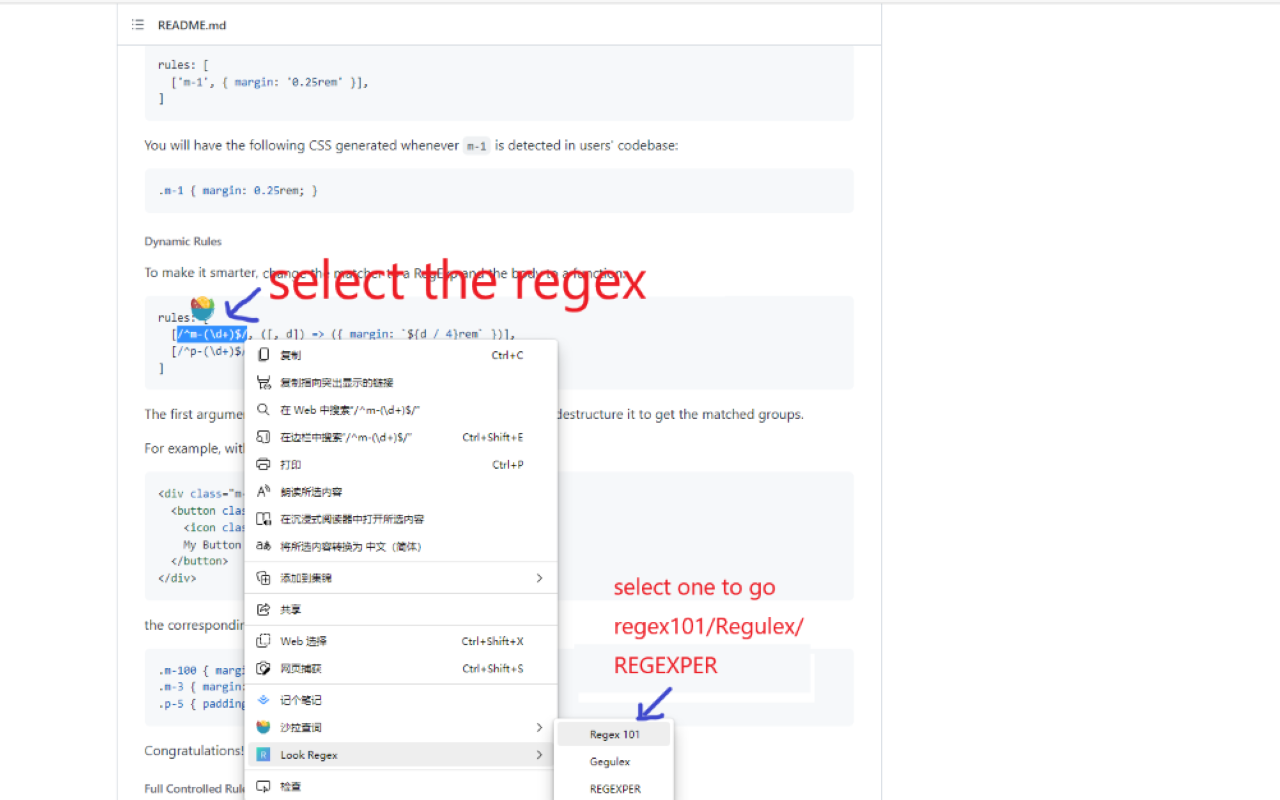 README.md
rules: [
['m-1', { margin: '0.25rem' }],
]
You will have the following CSS generated whenever m-1 is detected in users' codebase:
.m-1 { margin: 0.25rem; }
Dynamic Rules
To make it smarter, change the matcher to a RegExp and the body to a function:
select the regex
rules: [
[/^m-(\d+)$/, ([, d]) => ({ margin: `${d / 4}rem` })],
[/^p-(\d+)$/
]
The first argume
destructure it to get the matched groups.
For example, wit
<div class="m-
<button clas
<icon clas
My Button
</button>
</div>
the correspondin
.m-100 { margi
.m-3 { margin:
.p-5 { padding
Congratulations!
Full Controlled Rule
复制 Ctrl+C
复制指向突出显示的链接
在 Web 中搜索"/^m-(\d+)$/"
在边栏中搜索"/^m-(\d+)$/" Ctrl+Shift+E
打印 Ctrl+P
朗读所选内容
在沉浸式阅读器中打开所选内容
将所选内容转换为 中文（简体）
添加到集锦
共享
Web 选择 Ctrl+Shift+X
网页捕获 Ctrl+Shift+S
记个笔记
沙拉查词
Look Regex
检查
select one to go
regex101/Regulex/
REGEXPER
Regex 101
Gegulex
REGEXPER